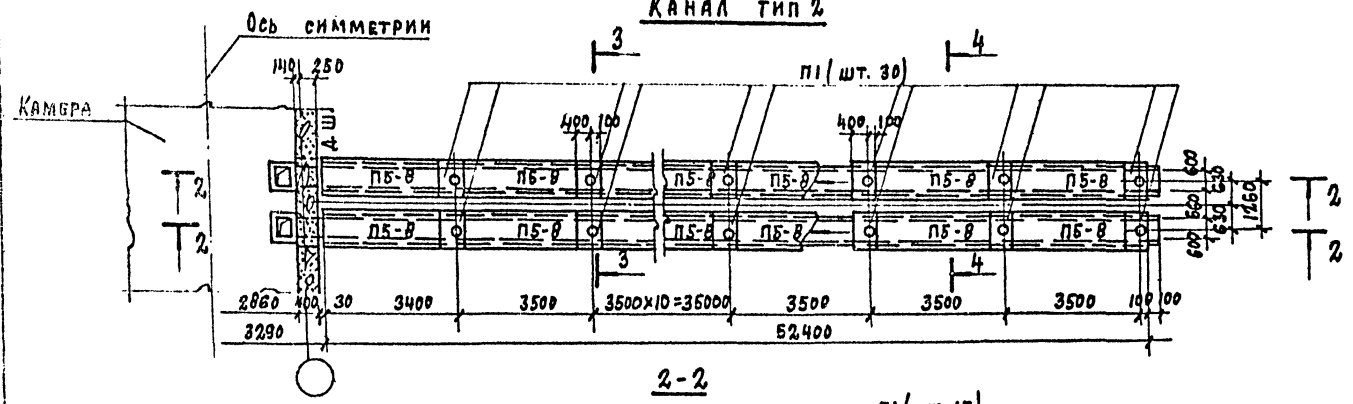 КАНАЛ ТИП 2
Ось симметрии
3 4
140 250
П1 (шт. 30)
Камера
Д Ш
400 100 400 100
2 П5-8 П5-8 П5-8 П5-8 П5-8 П5-8 600 630 1260 2
2 П5-8 П5-8 П5-8 П5-8 П5-8 П5-8 560 630 600 2
3 4
2860 400 30 3400 3500 3500х10=35000 3500 3500 3500 100 100
3290 52400
2-2